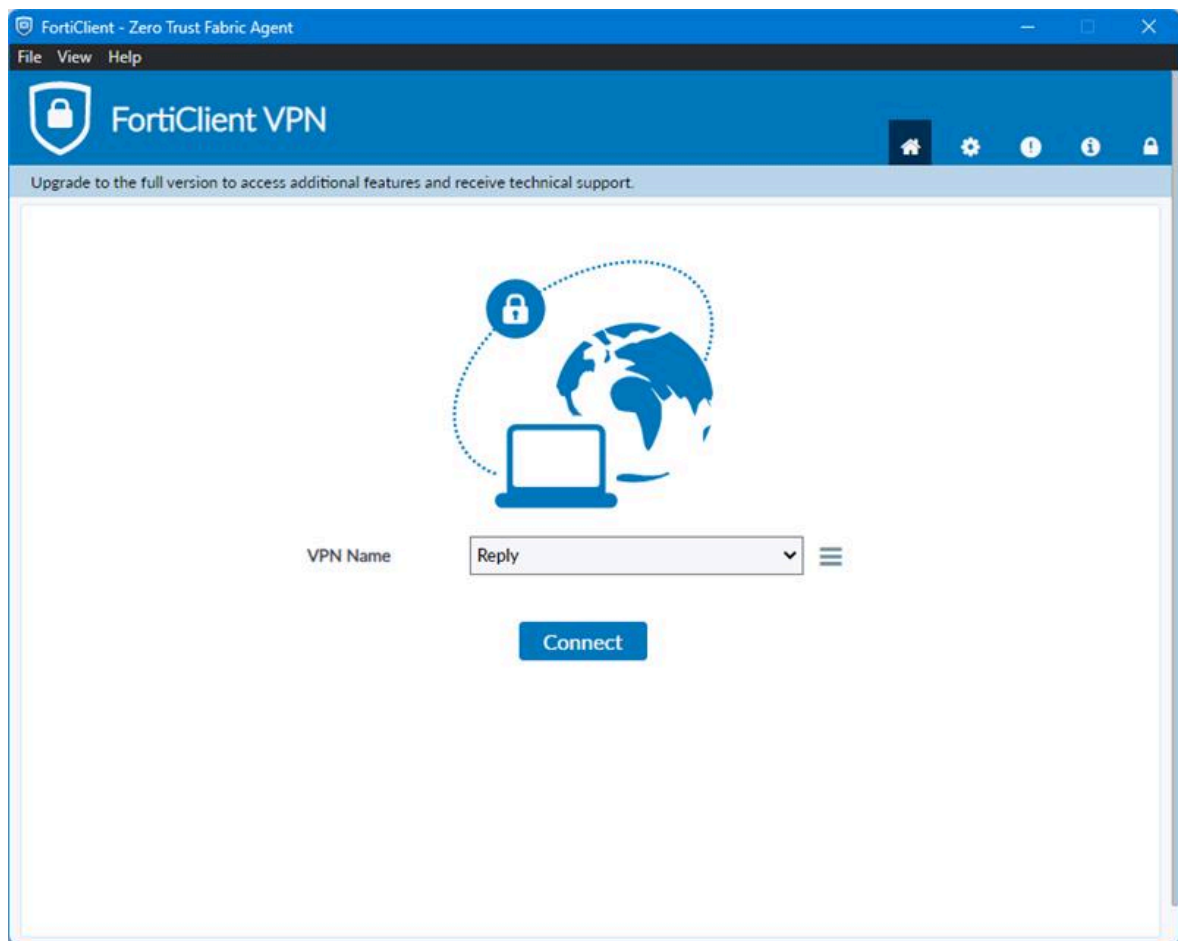 FortiClient - Zero Trust Fabric Agent
File View Help
FortiClient VPN
Upgrade to the full version to access additional features and receive technical support.
VPN Name Reply
Connect